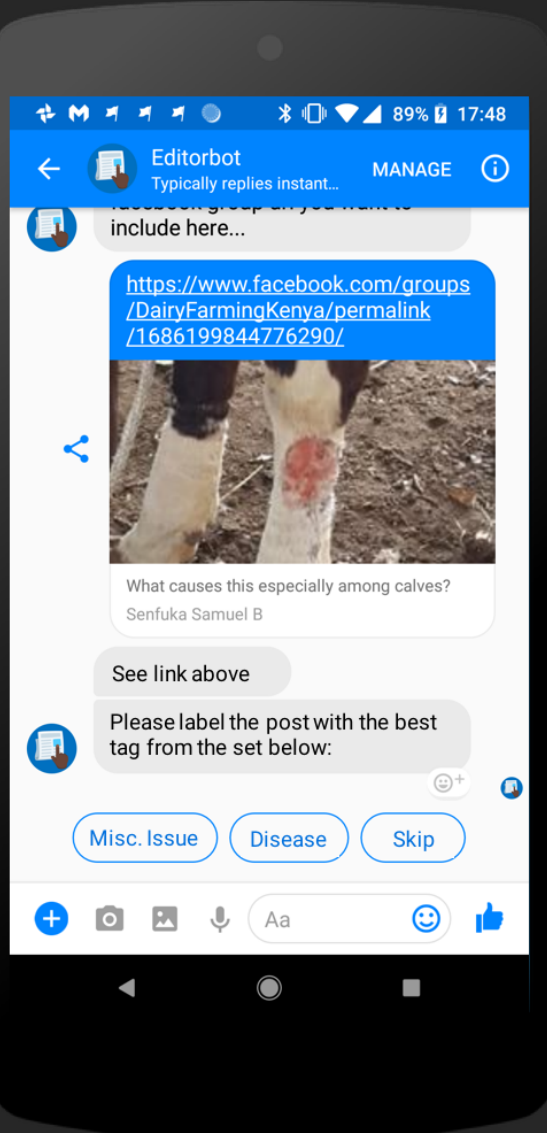 89% 17:48
Editorbot
Typically replies instant...
MANAGE
facebook group url you want to
include here...
https://www.facebook.com/groups
/DairyFarmingKenya/permalink
/1686199844776290/
What causes this especially among calves?
Senfuka Samuel B
See link above
Please label the post with the best
tag from the set below:
Misc. Issue Disease Skip
Aa